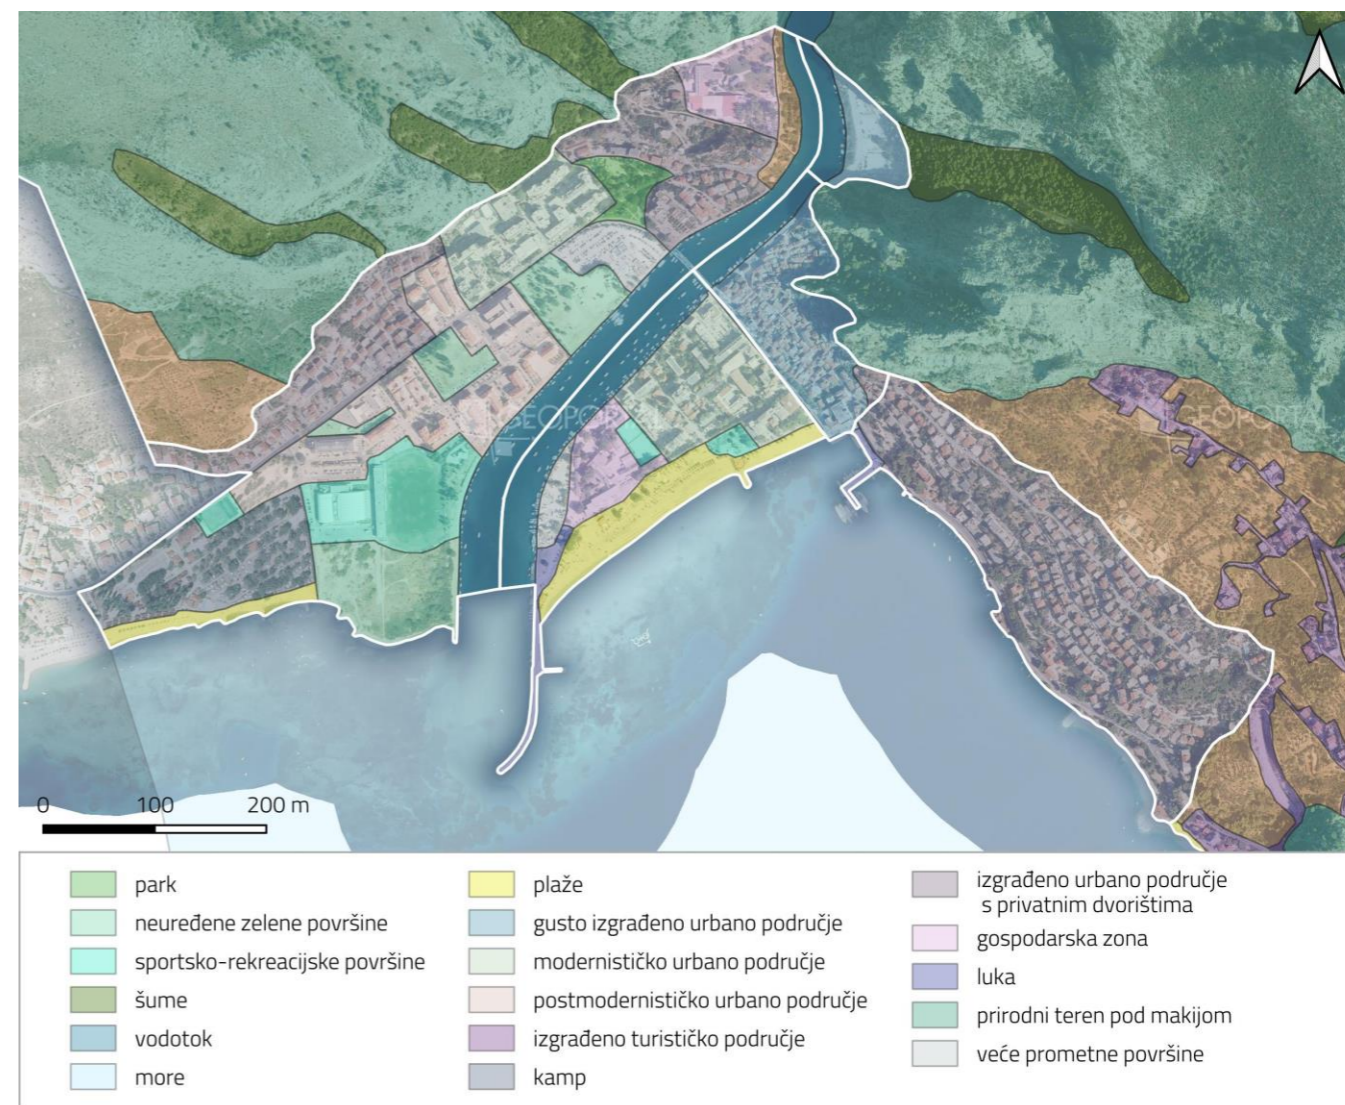 GEOPORTAL
GEOPORTAL
0 100 200 m
park
neuređene zelene površine
sportsko-rekreacijske površine
šume
vodotok
more
plaže
gusto izgrađeno urbano područje
modernističko urbano područje
postmodernističko urbano područje
izgrađeno turističko područje
kamp
izgrađeno urbano područje
s privatnim dvorištima
gospodarska zona
luka
prirodni teren pod makijom
veće prometne površine